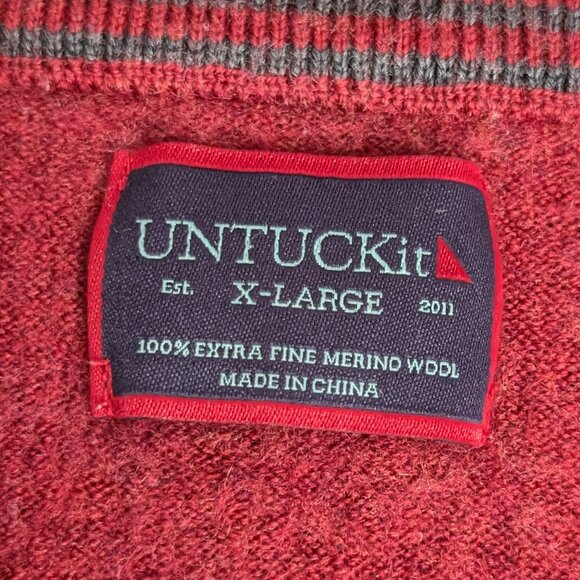 UNTUCKit
Est. X-LARGE 2011
100% EXTRA FINE MERINO WOOL
MADE IN CHINA